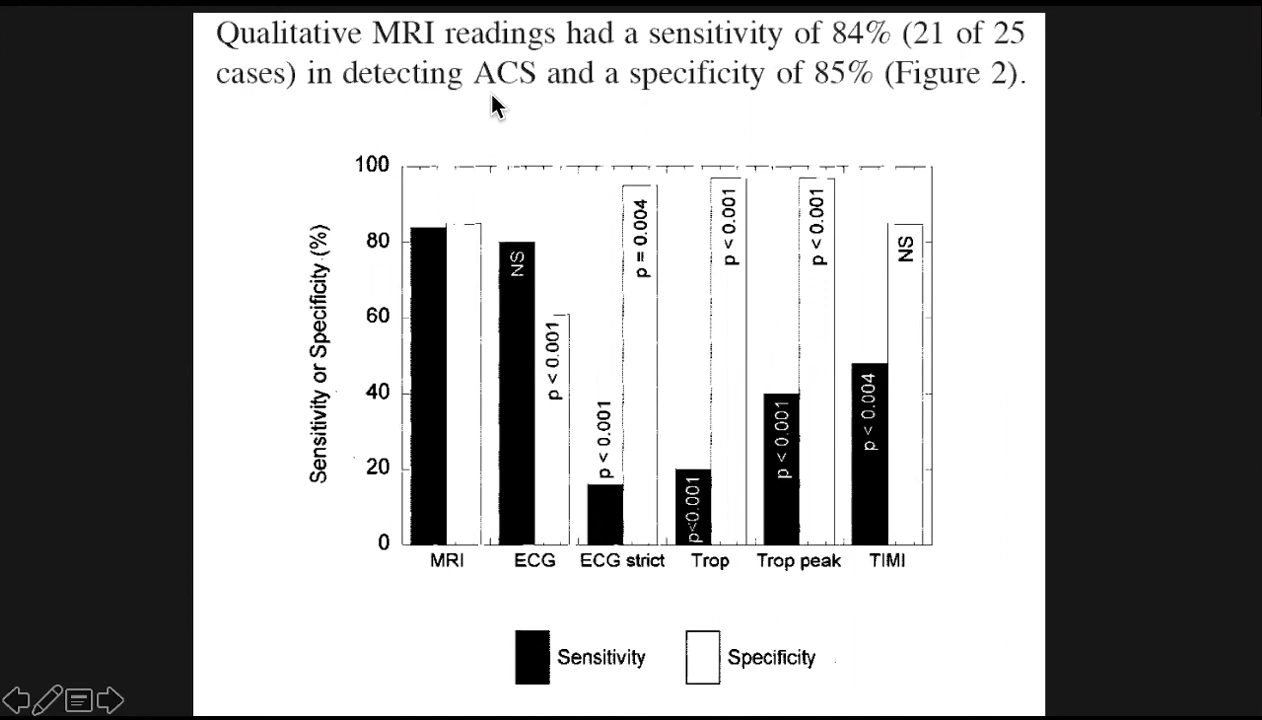 Qualitative MRI readings had a sensitivity of 84% (21 of 25
cases) in detecting ACS and a specificity of 85% (Figure 2).
Sensitivity or Specificity (%)
100
80
60
40
20
0
NS
p < 0.001
p < 0.001
p = 0.004
p<0.001
p < 0.001
p < 0.001
p < 0.001
p < 0.004
NS
MRI ECG ECG strict Trop Trop peak TIMI
Sensitivity Specificity